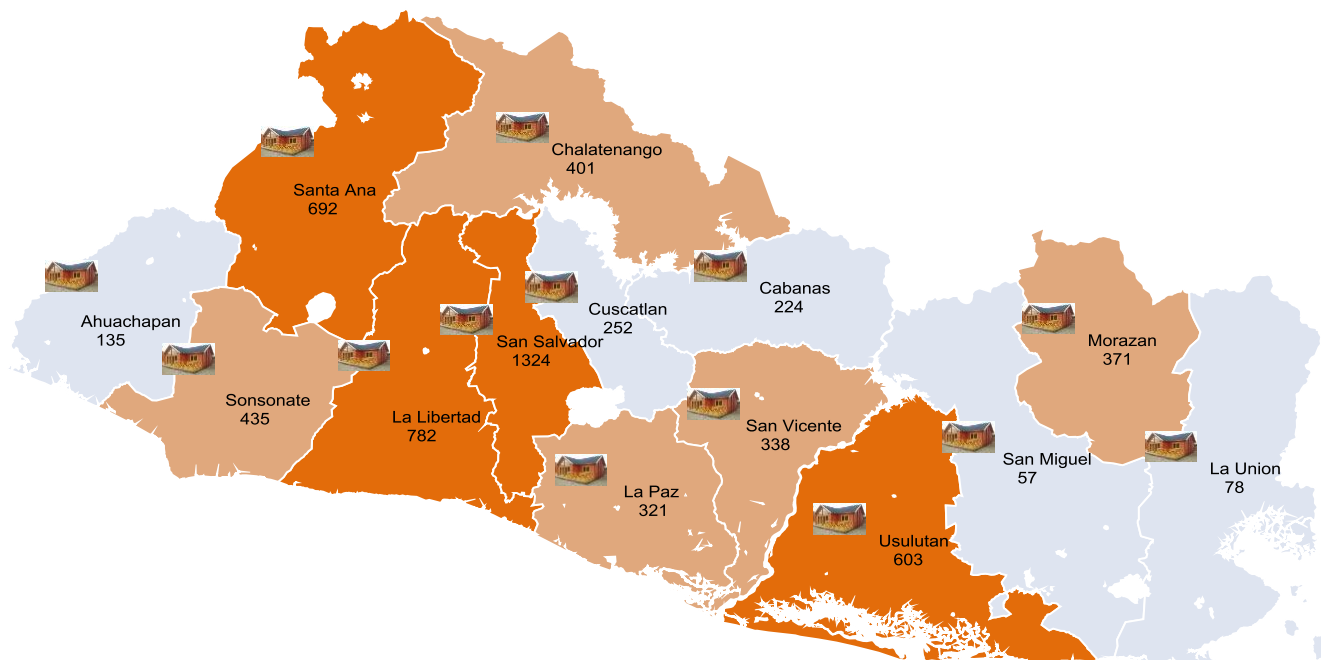 Chalatenango
401
Santa Ana
692
Cabanas
224
Cuscatlan
252
Ahuachapan
135
San Salvador
1324
Morazan
371
Sonsonate
435
La Libertad
782
San Vicente
338
San Miguel
57
La Union
78
La Paz
321
Usulutan
603